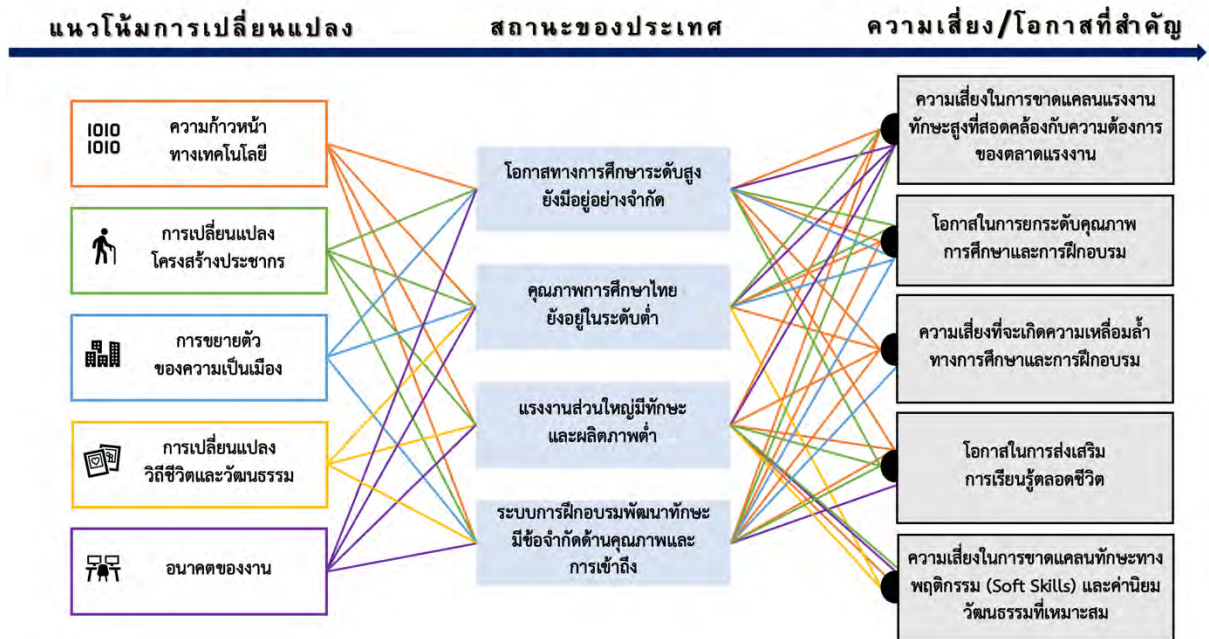 แนวโน้มการเปลี่ยนแปลง
สถานะของประเทศ
ความเสี่ยง/โอกาสที่สำคัญ
1010
1010
ความก้าวหน้า
ทางเทคโนโลยี
การเปลี่ยนแปลง
โครงสร้างประชากร
การขยายตัว
ของความเป็นเมือง
การเปลี่ยนแปลง
วิถีชีวิตและวัฒนธรรม
อนาคตของงาน
โอกาสทางการศึกษาระดับสูง
ยังมีอยู่อย่างจำกัด
คุณภาพการศึกษาไทย
ยังอยู่ในระดับต่ำ
แรงงานส่วนใหญ่มีทักษะ
และผลิตภาพต่ำ
ระบบการฝึกอบรมพัฒนาทักษะ
มีข้อจำกัดด้านคุณภาพและ
การเข้าถึง
ความเสี่ยงในการขาดแคลนแรงงาน
ทักษะสูงที่สอดคล้องกับความต้องการ
ของตลาดแรงงาน
โอกาสในการยกระดับคุณภาพ
การศึกษาและการฝึกอบรม
ความเสี่ยงที่จะเกิดความเหลื่อมล้ำ
ทางการศึกษาและการฝึกอบรม
โอกาสในการส่งเสริม
การเรียนรู้ตลอดชีวิต
ความเสี่ยงในการขาดแคลนทักษะทาง
พฤติกรรม (Soft Skills) และค่านิยม
วัฒนธรรมที่เหมาะสม